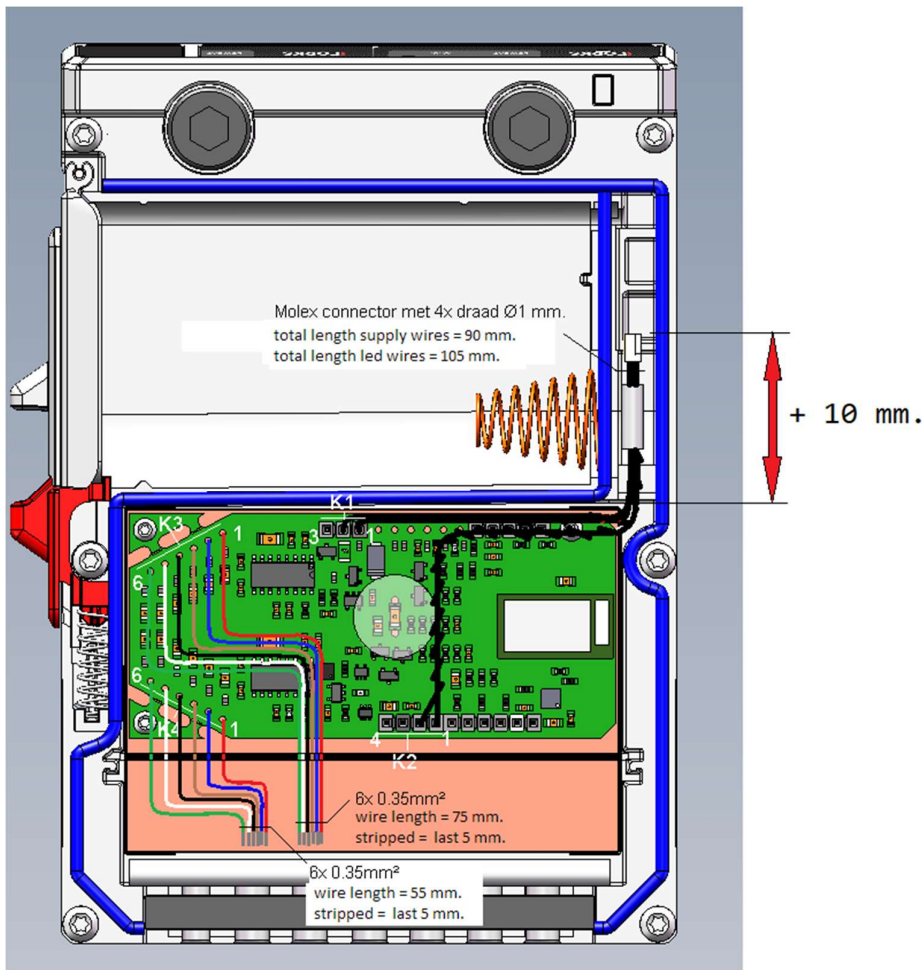 Molex connector met 4x draad Ø1 mm.
total length supply wires = 90 mm.
total length led wires = 105 mm.
+ 10 mm.
K1
3
1
K3
1
6
6
K4
1
4
1
K2
6x 0.35mm²
wire length = 75 mm.
stripped = last 5 mm.
6x 0.35mm²
wire length = 55 mm.
stripped = last 5 mm.